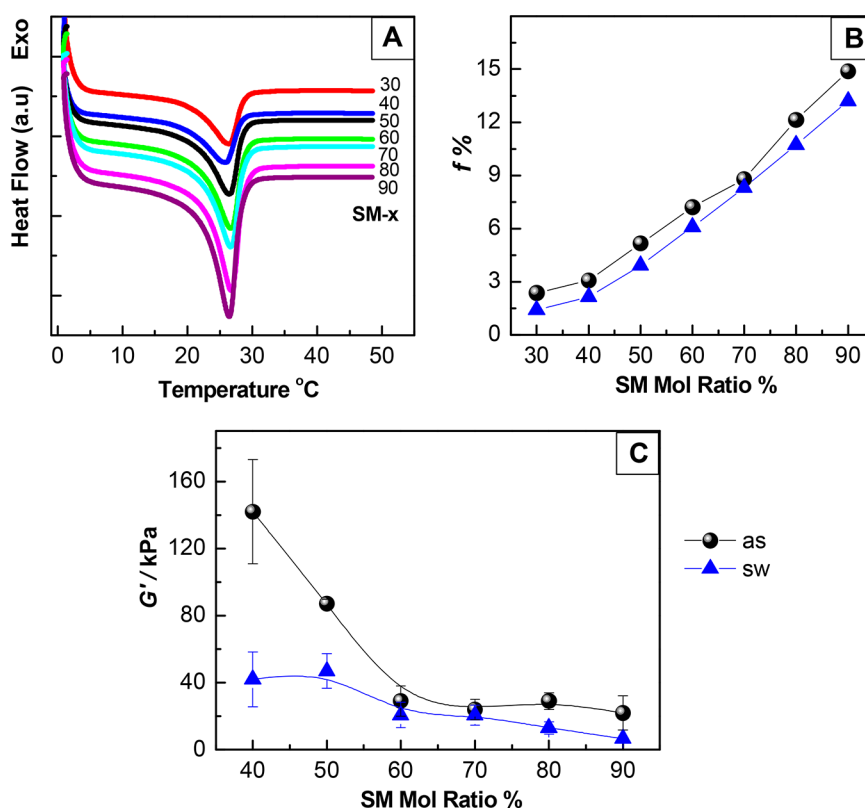 A
Heat Flow (a.u) Exo
30
40
50
60
70
80
90
SM-x
0 10 20 30 40 50
Temperature °C
B
f %
15
12
9
6
3
0
30 40 50 60 70 80 90
SM Mol Ratio %
C
G' / kPa
160
120
80
40
0
40 50 60 70 80 90
SM Mol Ratio %
as
sw